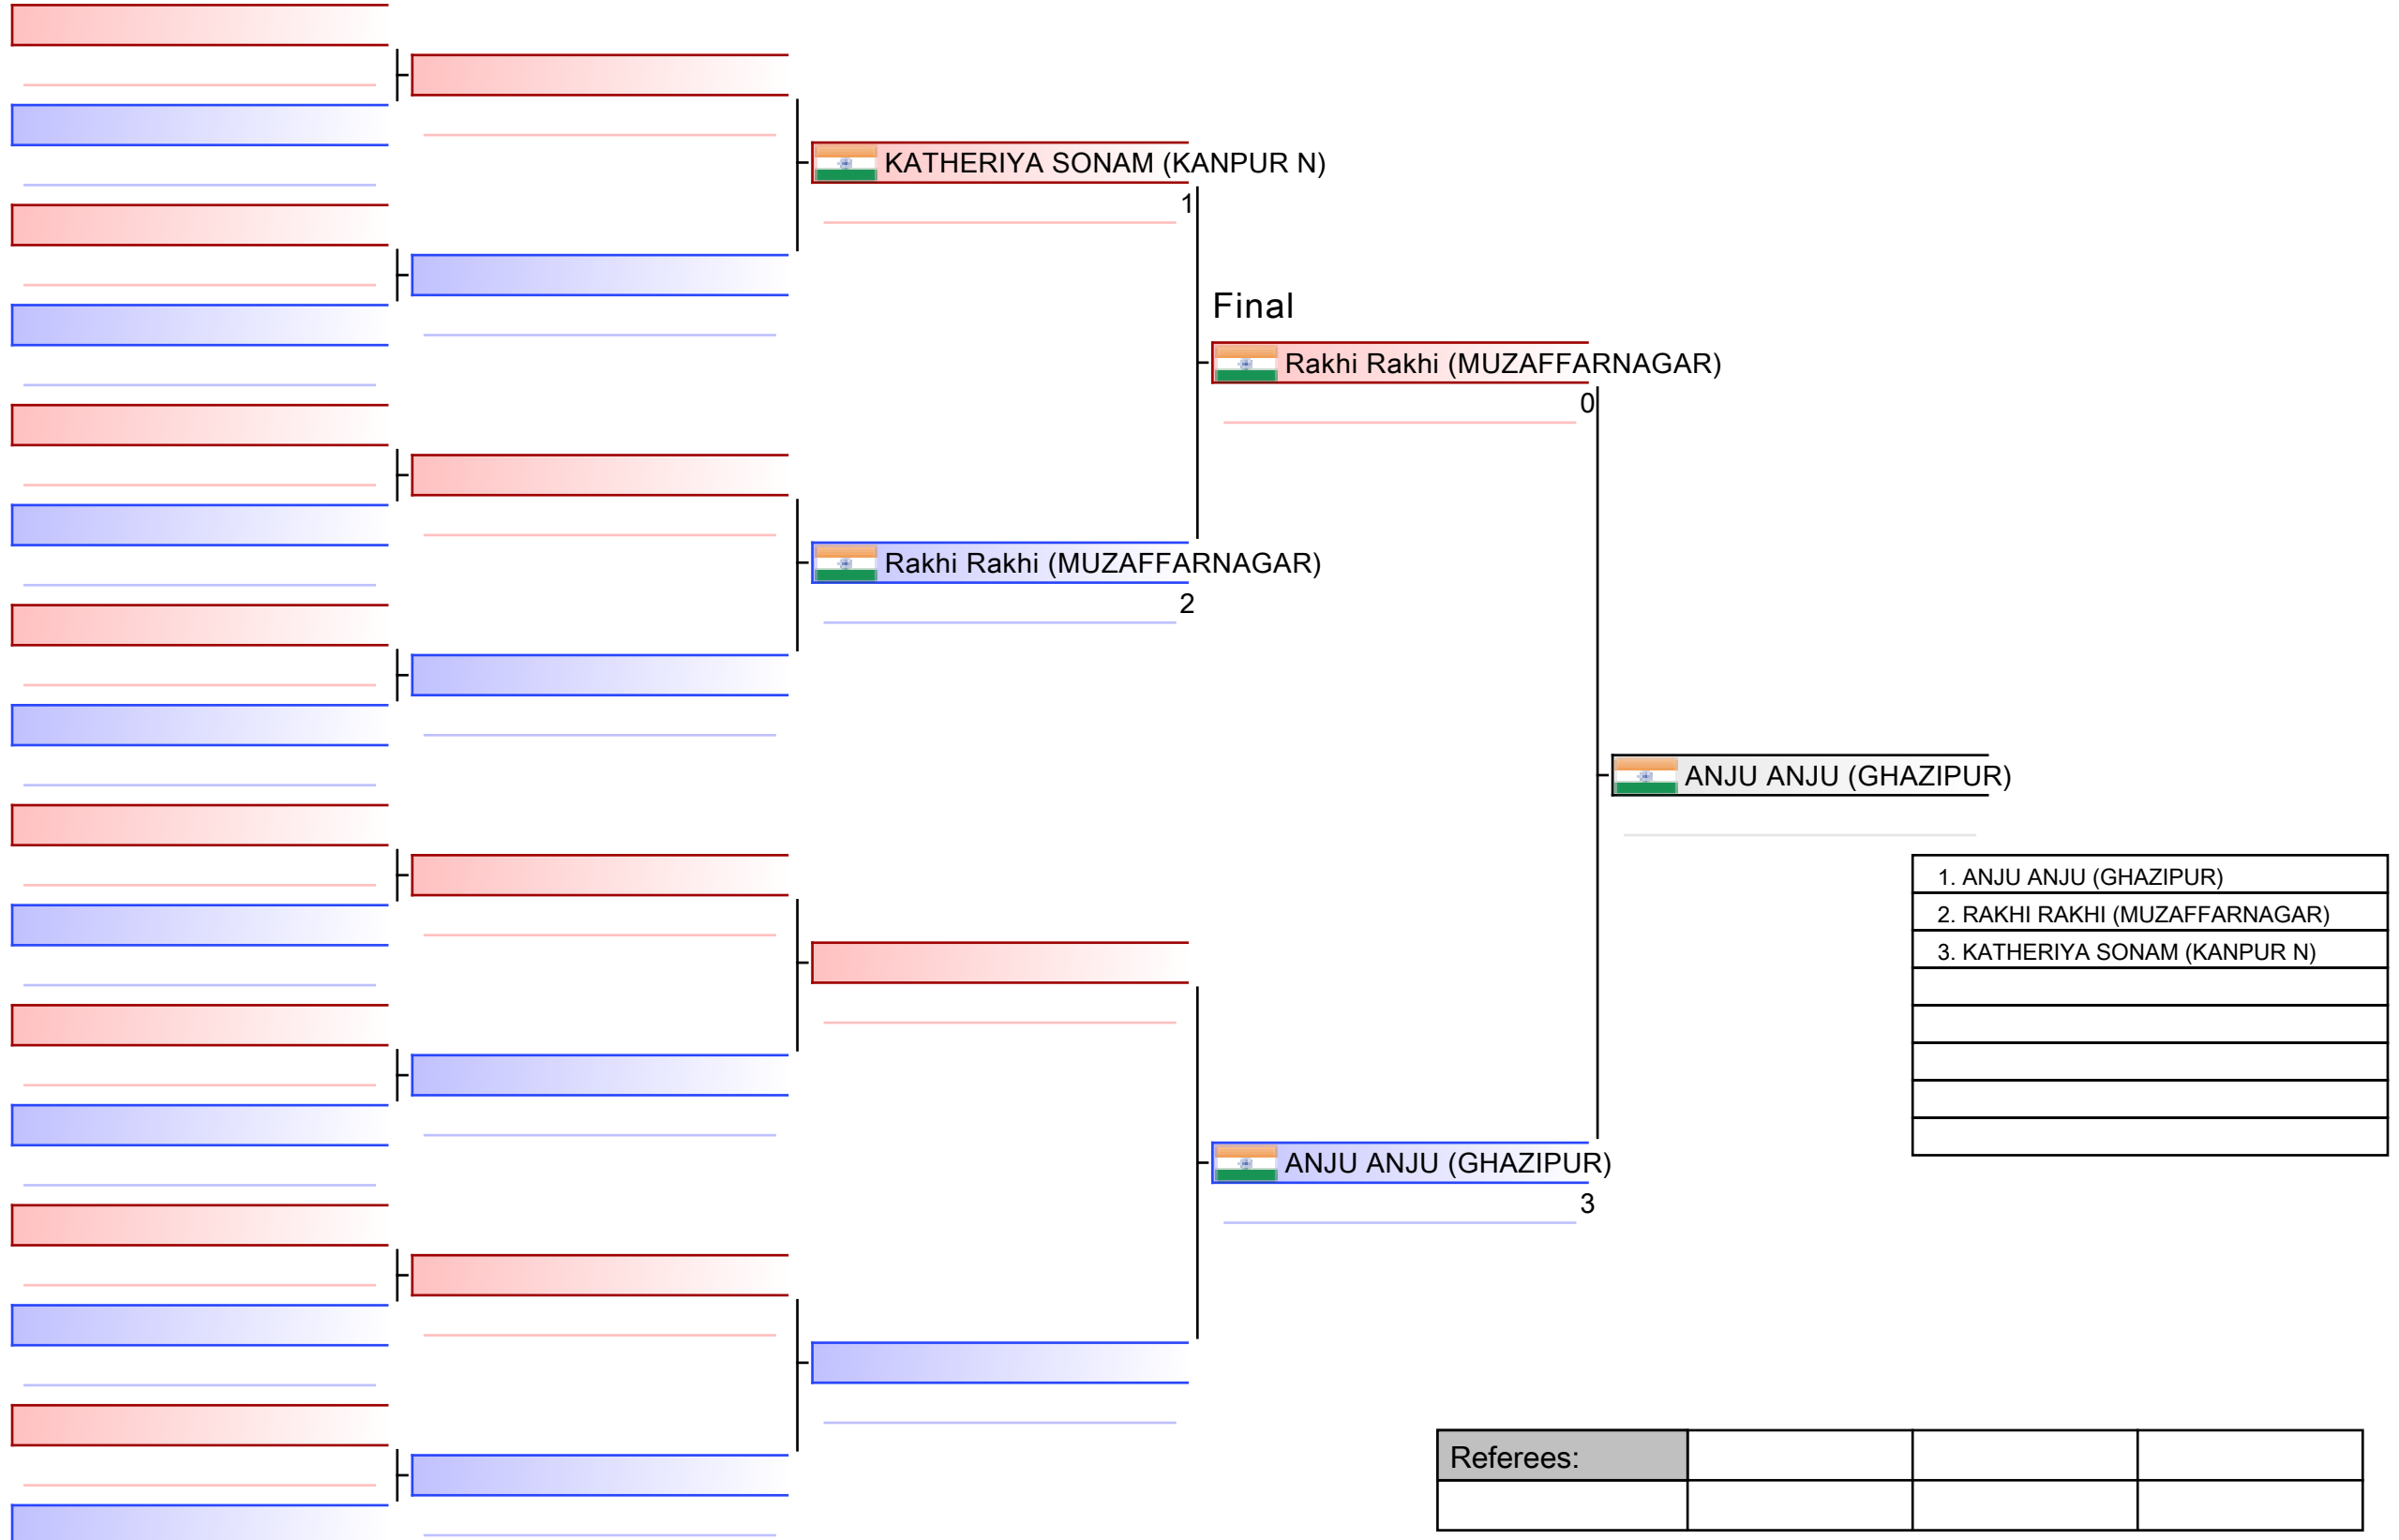 KATHERIYA SONAM (KANPUR N)
1
Final
Rakhi Rakhi (MUZAFFARNAGAR)
0
Rakhi Rakhi (MUZAFFARNAGAR)
2
ANJU ANJU (GHAZIPUR)
1. ANJU ANJU (GHAZIPUR)
2. RAKHI RAKHI (MUZAFFARNAGAR)
3. KATHERIYA SONAM (KANPUR N)
ANJU ANJU (GHAZIPUR)
3
Referees: